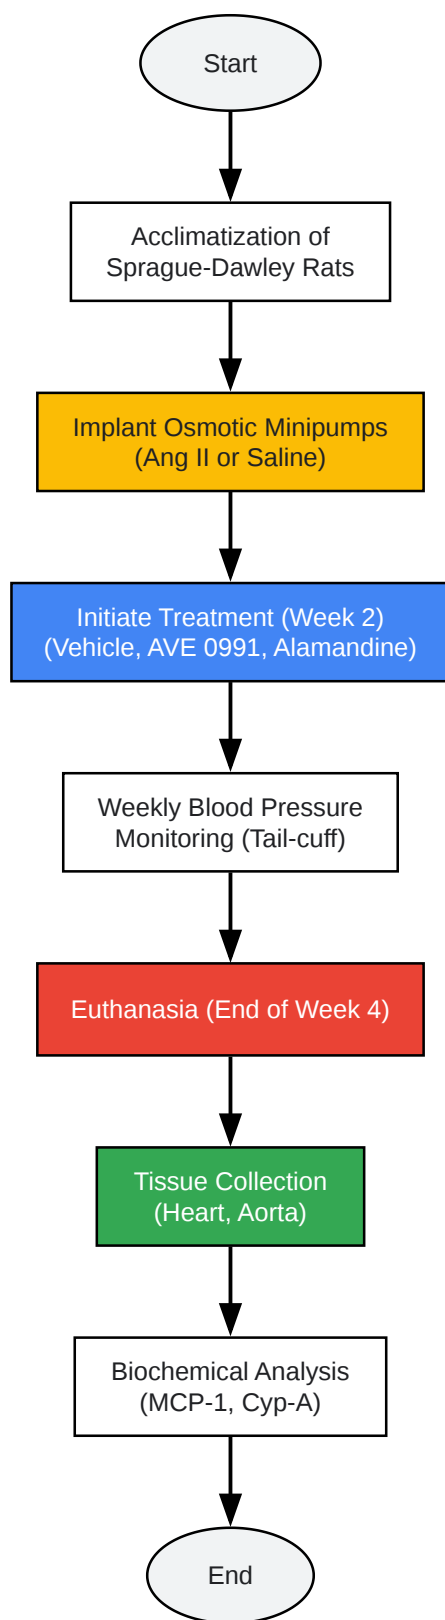 Start
Acclimatization of
Sprague-Dawley Rats
Implant Osmotic Minipumps
(Ang II or Saline)
Initiate Treatment (Week 2)
(Vehicle, AVE 0991, Alamandine)
Weekly Blood Pressure
Monitoring (Tail-cuff)
Euthanasia (End of Week 4)
Tissue Collection
(Heart, Aorta)
Biochemical Analysis
(MCP-1, Cyp-A)
End